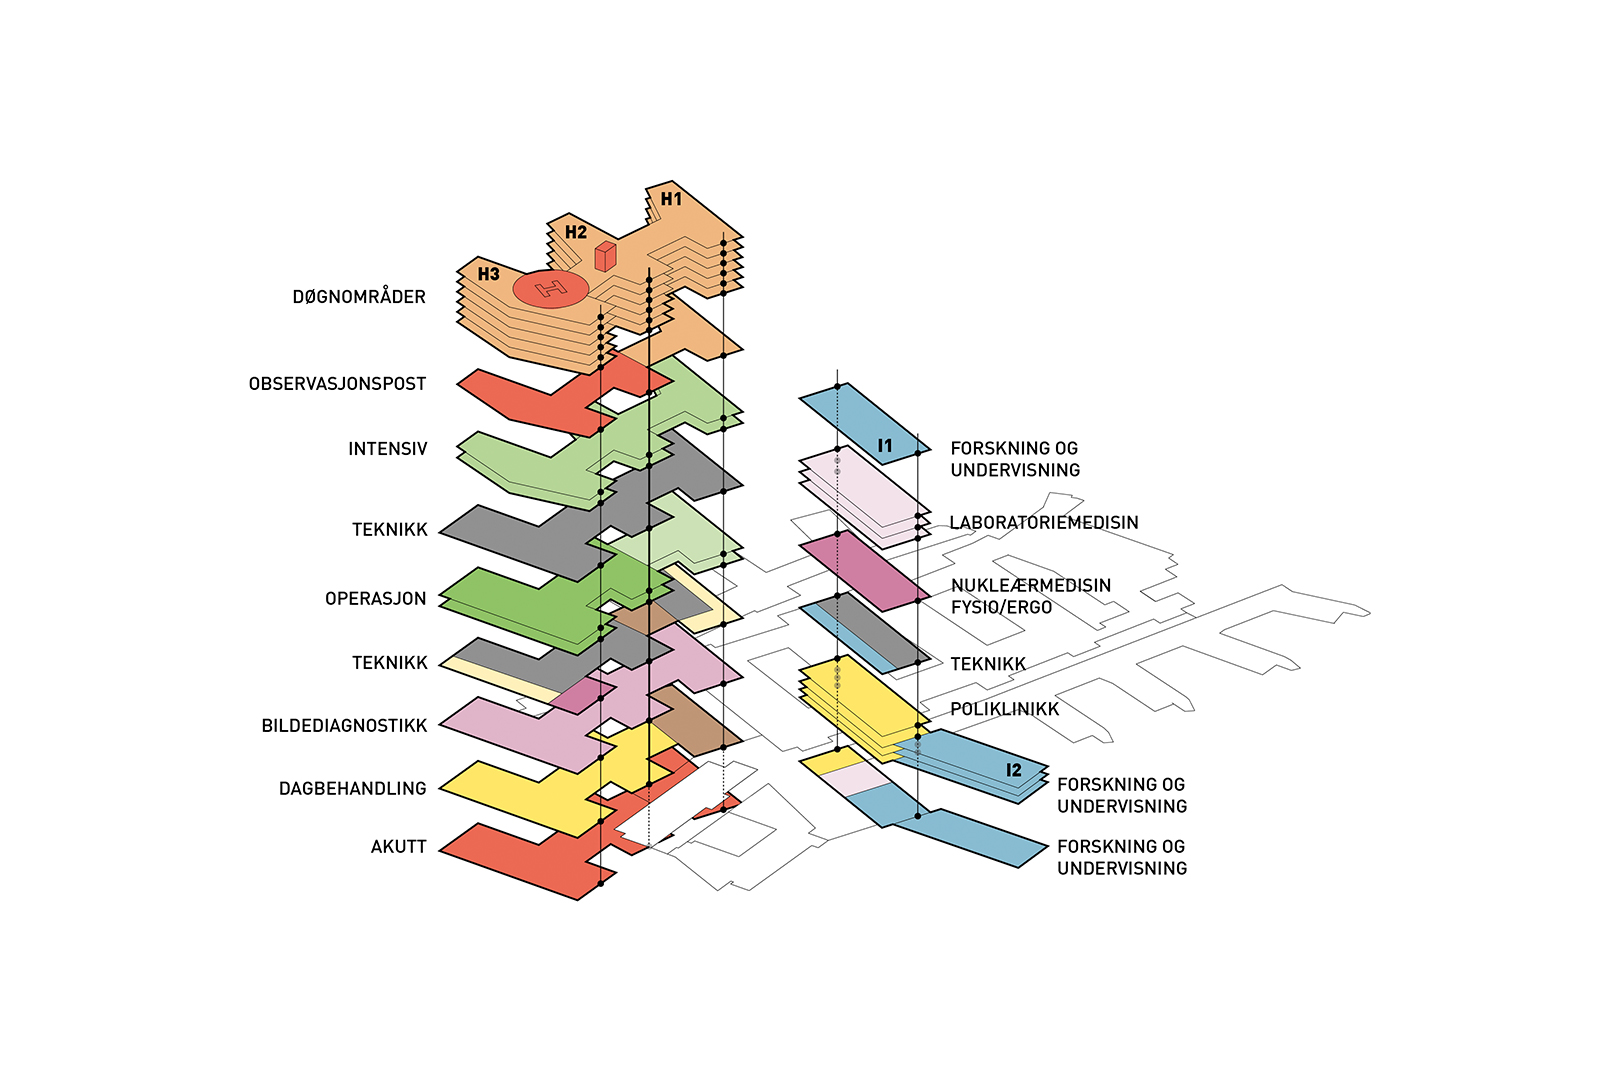 H1
H2
H3
H
DØGNOMRÅDER
OBSERVASJONSPOST
INTENSIV
TEKNIKK
OPERASJON
TEKNIKK
BILDEDIAGNOSTIKK
DAGBEHANDLING
AKUTT
I1
FORSKNING OG
UNDERVISNING
LABORATORIEMEDISIN
NUKLEÆRMEDISIN
FYSIO/ERGO
TEKNIKK
POLIKLINIKK
I2
FORSKNING OG
UNDERVISNING
FORSKNING OG
UNDERVISNING